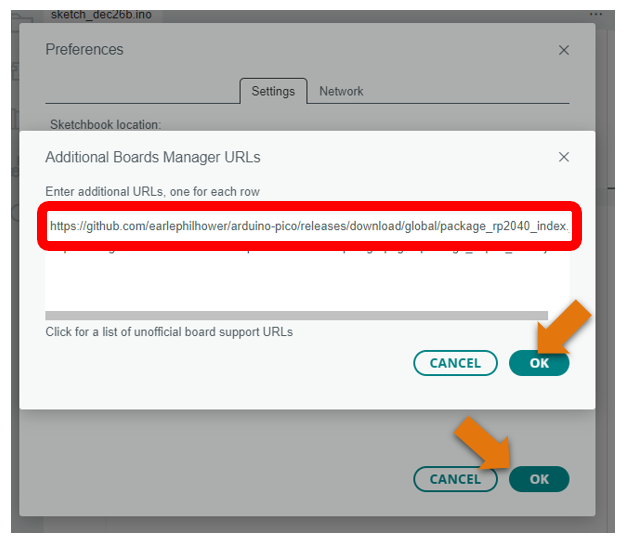 sketch_dec26b.ino
...
Preferences
Settings Network
Sketchbook location:
Additional Boards Manager URLs
Enter additional URLs, one for each row
https://github.com/earlephilhower/arduino-pico/releases/download/global/package_rp2040_index.
Click for a list of unofficial board support URLs
CANCEL OK
CANCEL OK